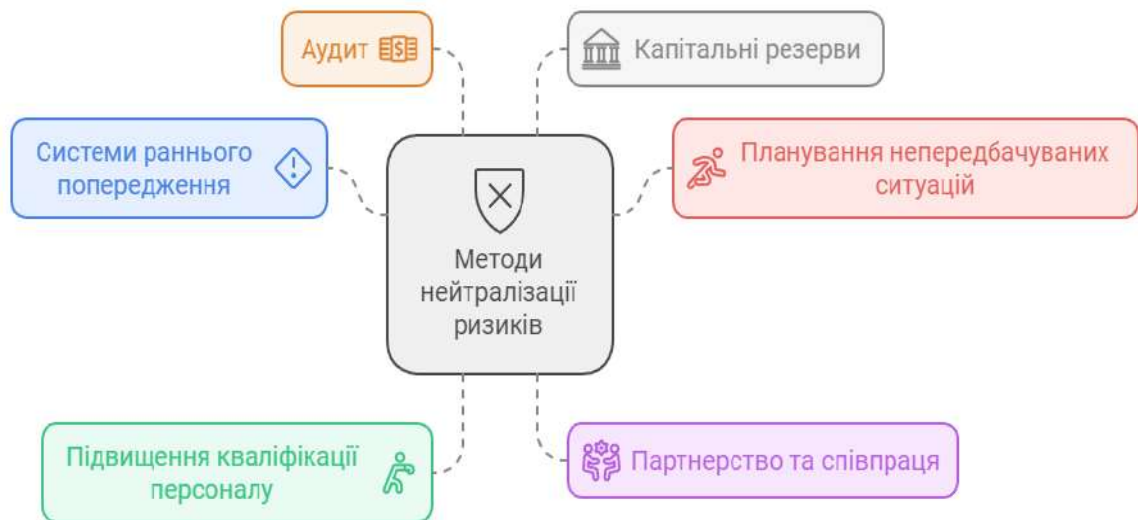 Аудит
Капітальні резерви
Системи раннього
попередження
Планування непередбачуваних
ситуацій
Методи
нейтралізації
ризиків
Підвищення кваліфікації
персоналу
Партнерство та співпраця